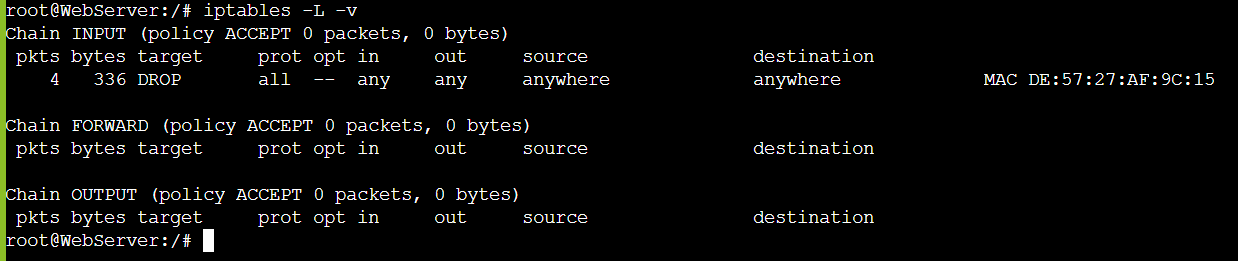 root@WebServer:/# iptables -L -v
Chain INPUT (policy ACCEPT 0 packets, 0 bytes)
 pkts bytes target     prot opt in     out     source               destination
    4   336 DROP       all  --  any    any     anywhere             anywhere             MAC DE:57:27:AF:9C:15

Chain FORWARD (policy ACCEPT 0 packets, 0 bytes)
 pkts bytes target     prot opt in     out     source               destination

Chain OUTPUT (policy ACCEPT 0 packets, 0 bytes)
 pkts bytes target     prot opt in     out     source               destination
root@WebServer:/#